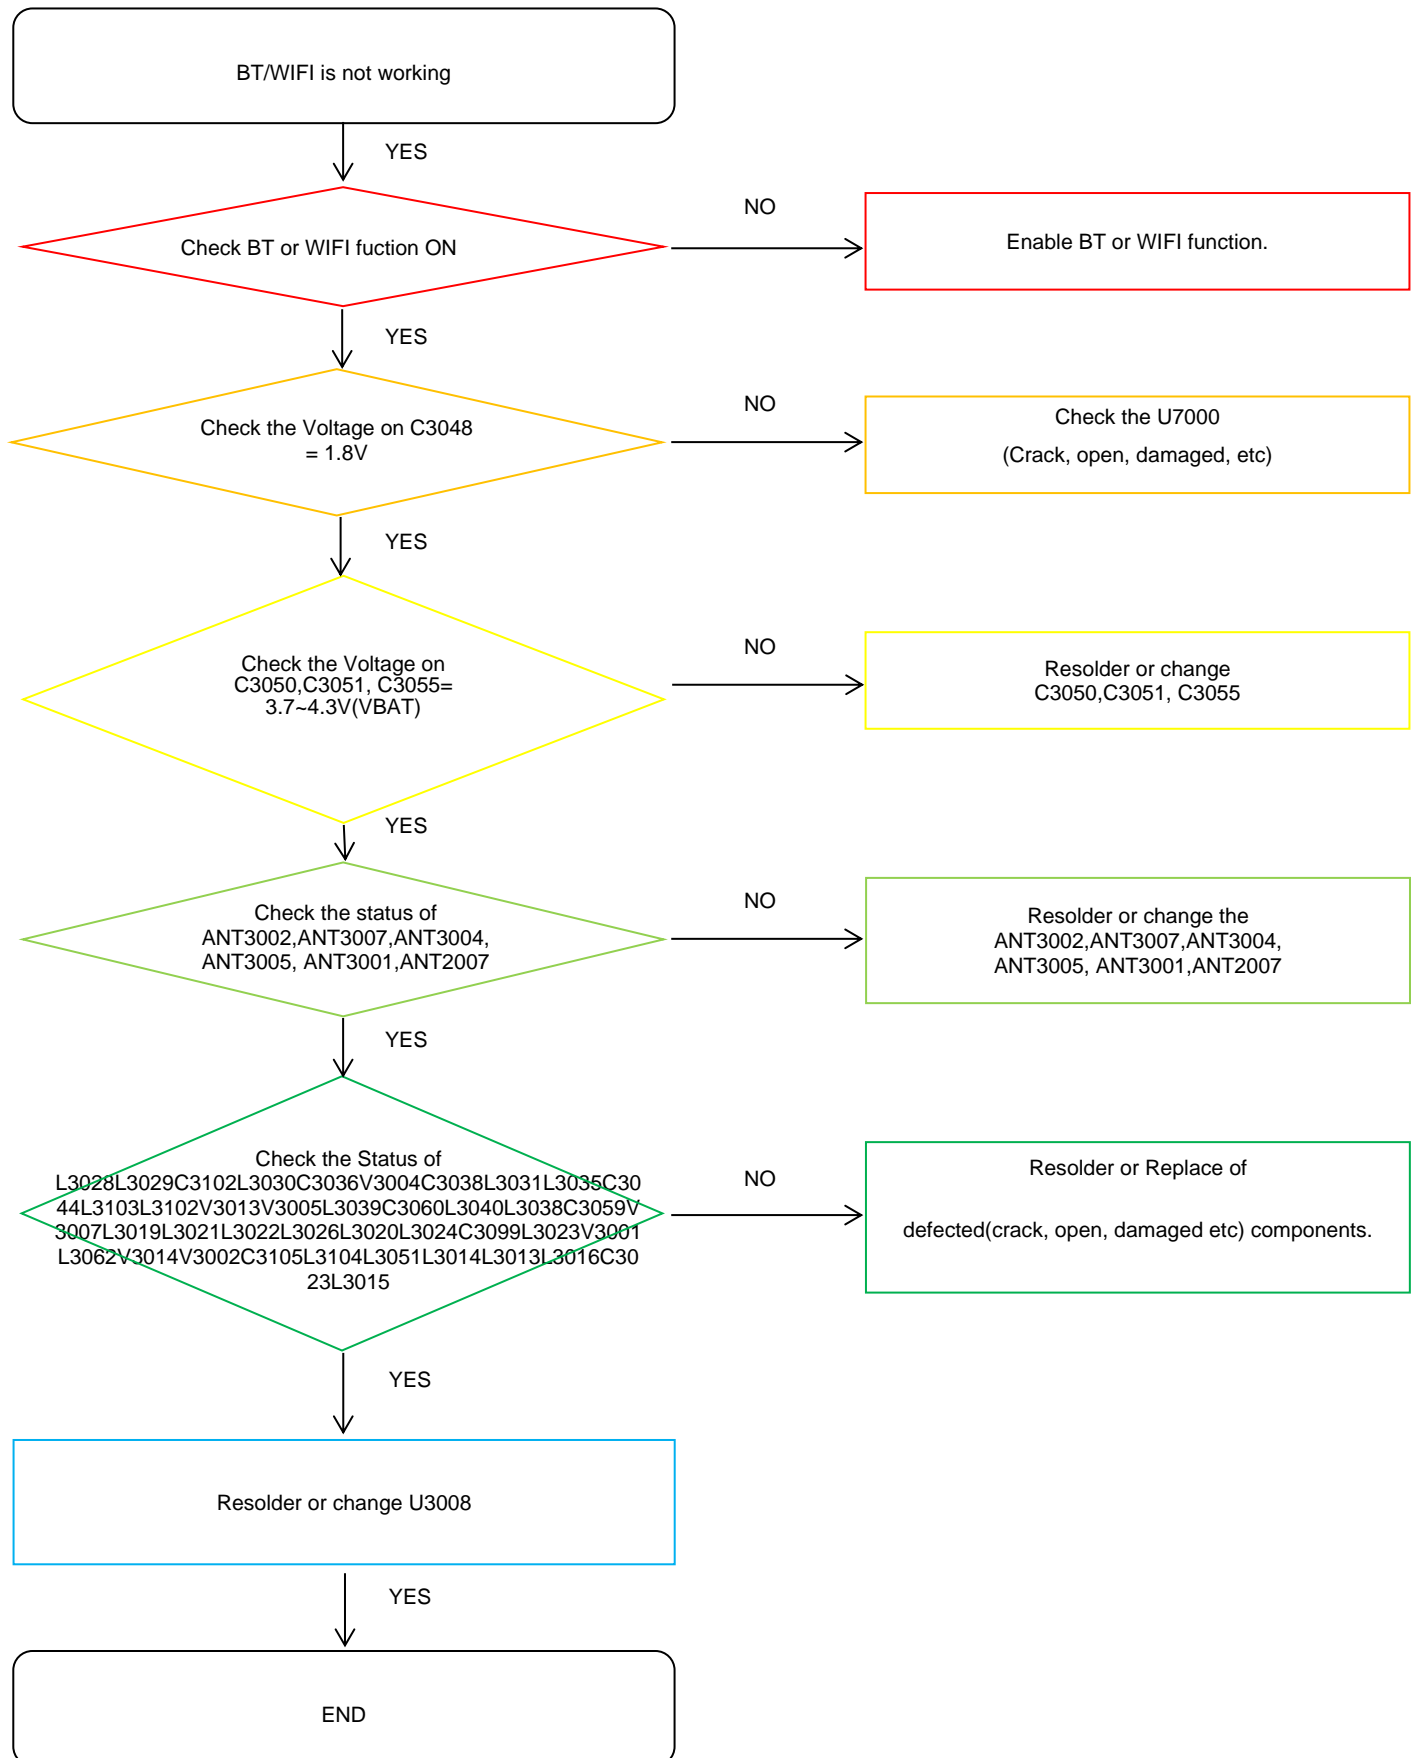 BT/WIFI is not working
YES
Check BT or WIFI fuction ON
NO
Enable BT or WIFI function.
YES
Check the Voltage on C3048
= 1.8V
NO
Check the U7000
(Crack, open, damaged, etc)
YES
Check the Voltage on
C3050,C3051, C3055=
3.7~4.3V(VBAT)
NO
Resolder or change
C3050,C3051, C3055
YES
Check the status of
ANT3002,ANT3007,ANT3004,
ANT3005, ANT3001,ANT2007
NO
Resolder or change the
ANT3002,ANT3007,ANT3004,
ANT3005, ANT3001,ANT2007
YES
Check the Status of
L3028L3029C3102L3030C3036V3004C3038L3031L3035C30
44L3103L3102V3013V3005L3039C3060L3040L3038C3059V
3007L3019L3021L3022L3026L3020L3024C3099L3023V3001
L3062V3014V3002C3105L3104L3051L3014L3013L3016C30
23L3015
NO
Resolder or Replace of
defected(crack, open, damaged etc) components.
YES
Resolder or change U3008
YES
END